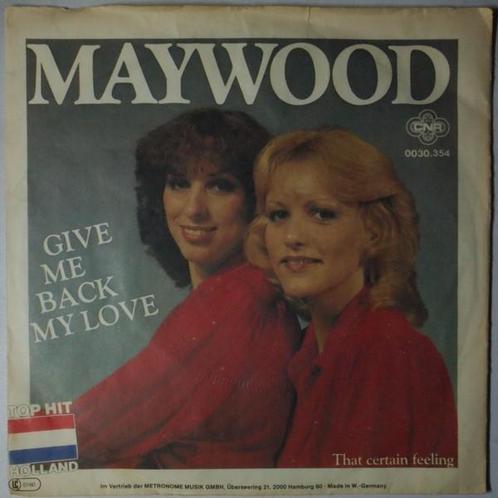 MAYWOOD
CNR
0030.354
GIVE
ME
BACK
MY LOVE
TOP HIT
HOLLAND
That certain feeling
Im Vertrieb der METRONOME MUSIK GMBH, Überseering 21, 2000 Hamburg 60 · Made in W.-Germany